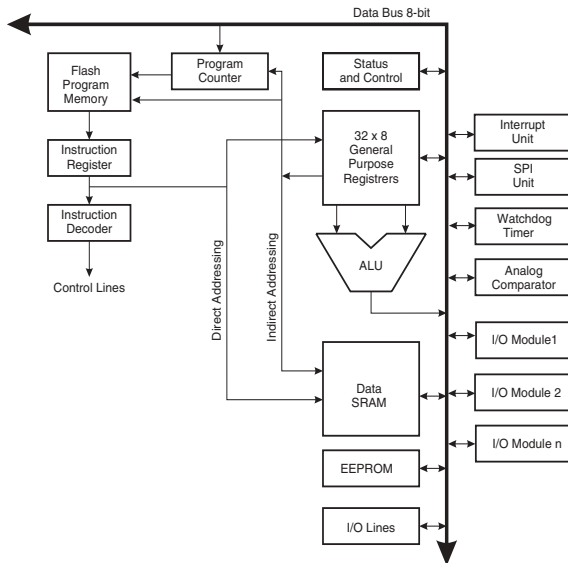 Data Bus 8-bit
Flash
Program
Memory
Program
Counter
Status
and Control
Instruction
Register
32 x 8
General
Purpose
Registrers
Interrupt
Unit
SPI
Unit
Instruction
Decoder
Watchdog
Timer
Control Lines
Direct Addressing
Indirect Addressing
ALU
Analog
Comparator
I/O Module1
Data
SRAM
I/O Module 2
I/O Module n
EEPROM
I/O Lines